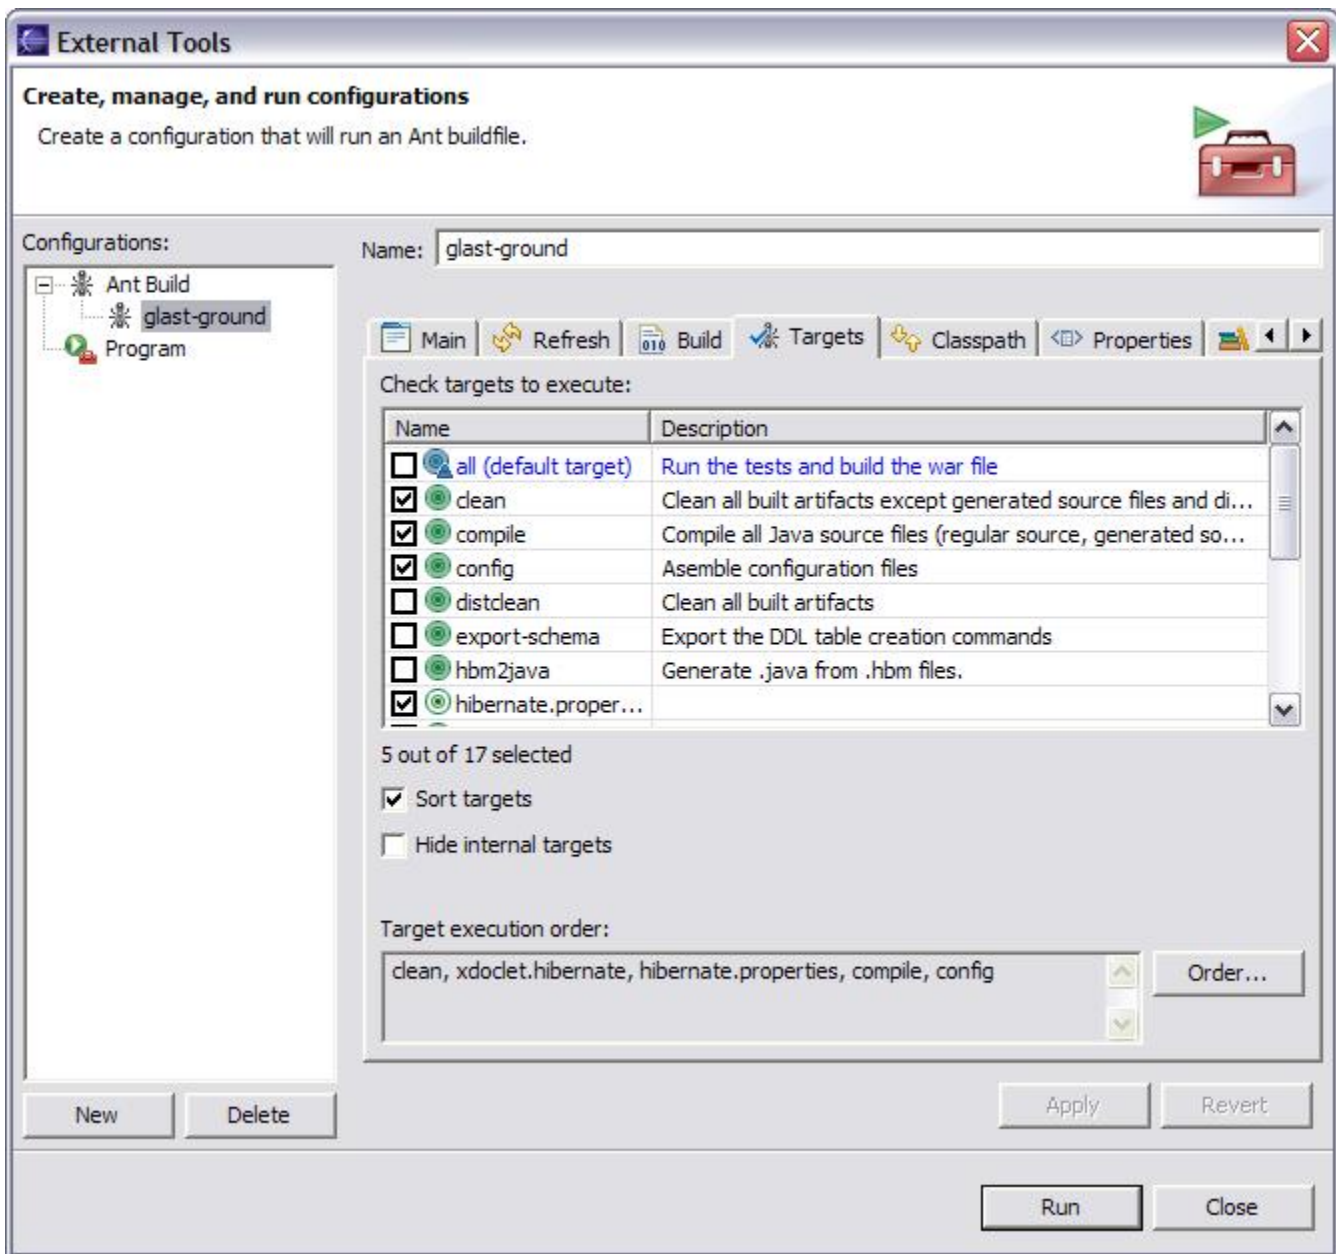 External Tools
Create, manage, and run configurations
Create a configuration that will run an Ant buildfile.
Configurations:
Ant Build
glast-ground
Program
Name: glast-ground
Main Refresh Build Targets Classpath Properties
Check targets to execute:
Name Description
all (default target) Run the tests and build the war file
clean Clean all built artifacts except generated source files and di...
compile Compile all Java source files (regular source, generated so...
config Asemble configuration files
distclean Clean all built artifacts
export-schema Export the DDL table creation commands
hbm2java Generate .java from .hbm files.
hibernate.proper...
5 out of 17 selected
Sort targets
Hide internal targets
Target execution order:
clean, xdoclet.hibernate, hibernate.properties, compile, config
Order...
New Delete
Apply Revert
Run Close